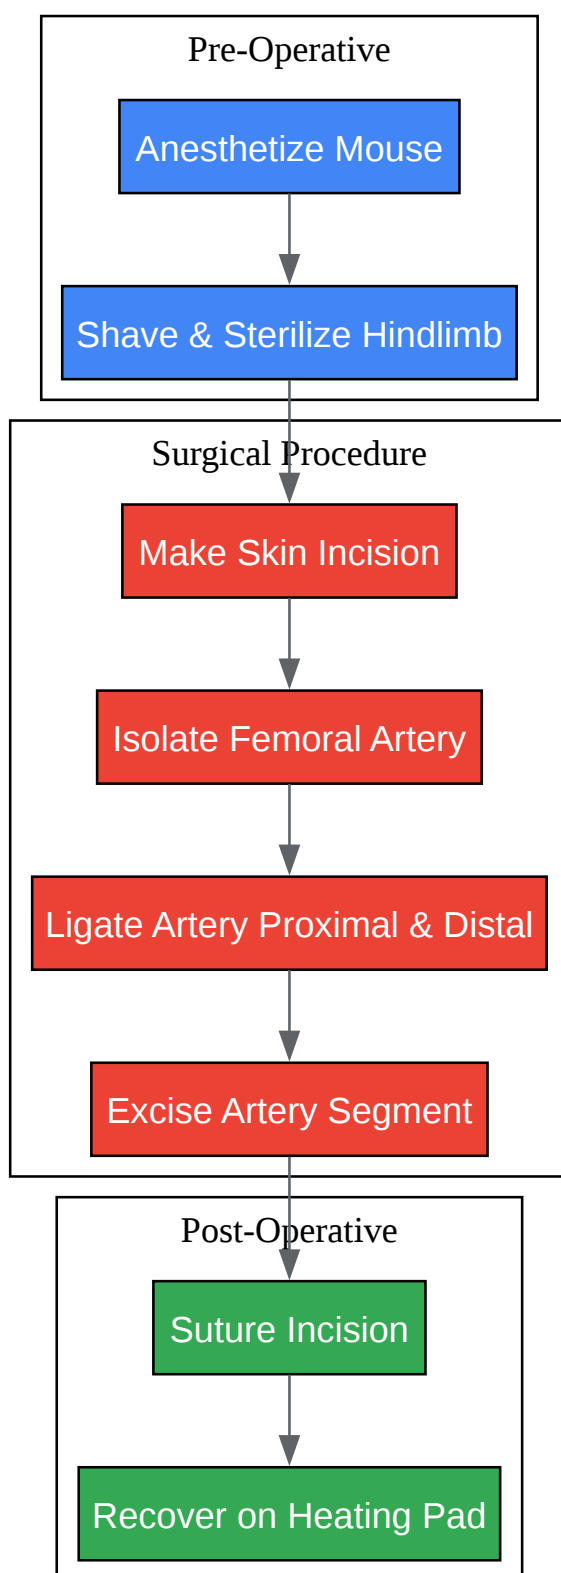 Pre-Operative
Anesthetize Mouse
Shave & Sterilize Hindlimb
Surgical Procedure
Make Skin Incision
Isolate Femoral Artery
Ligate Artery Proximal & Distal
Excise Artery Segment
Post-Operative
Suture Incision
Recover on Heating Pad